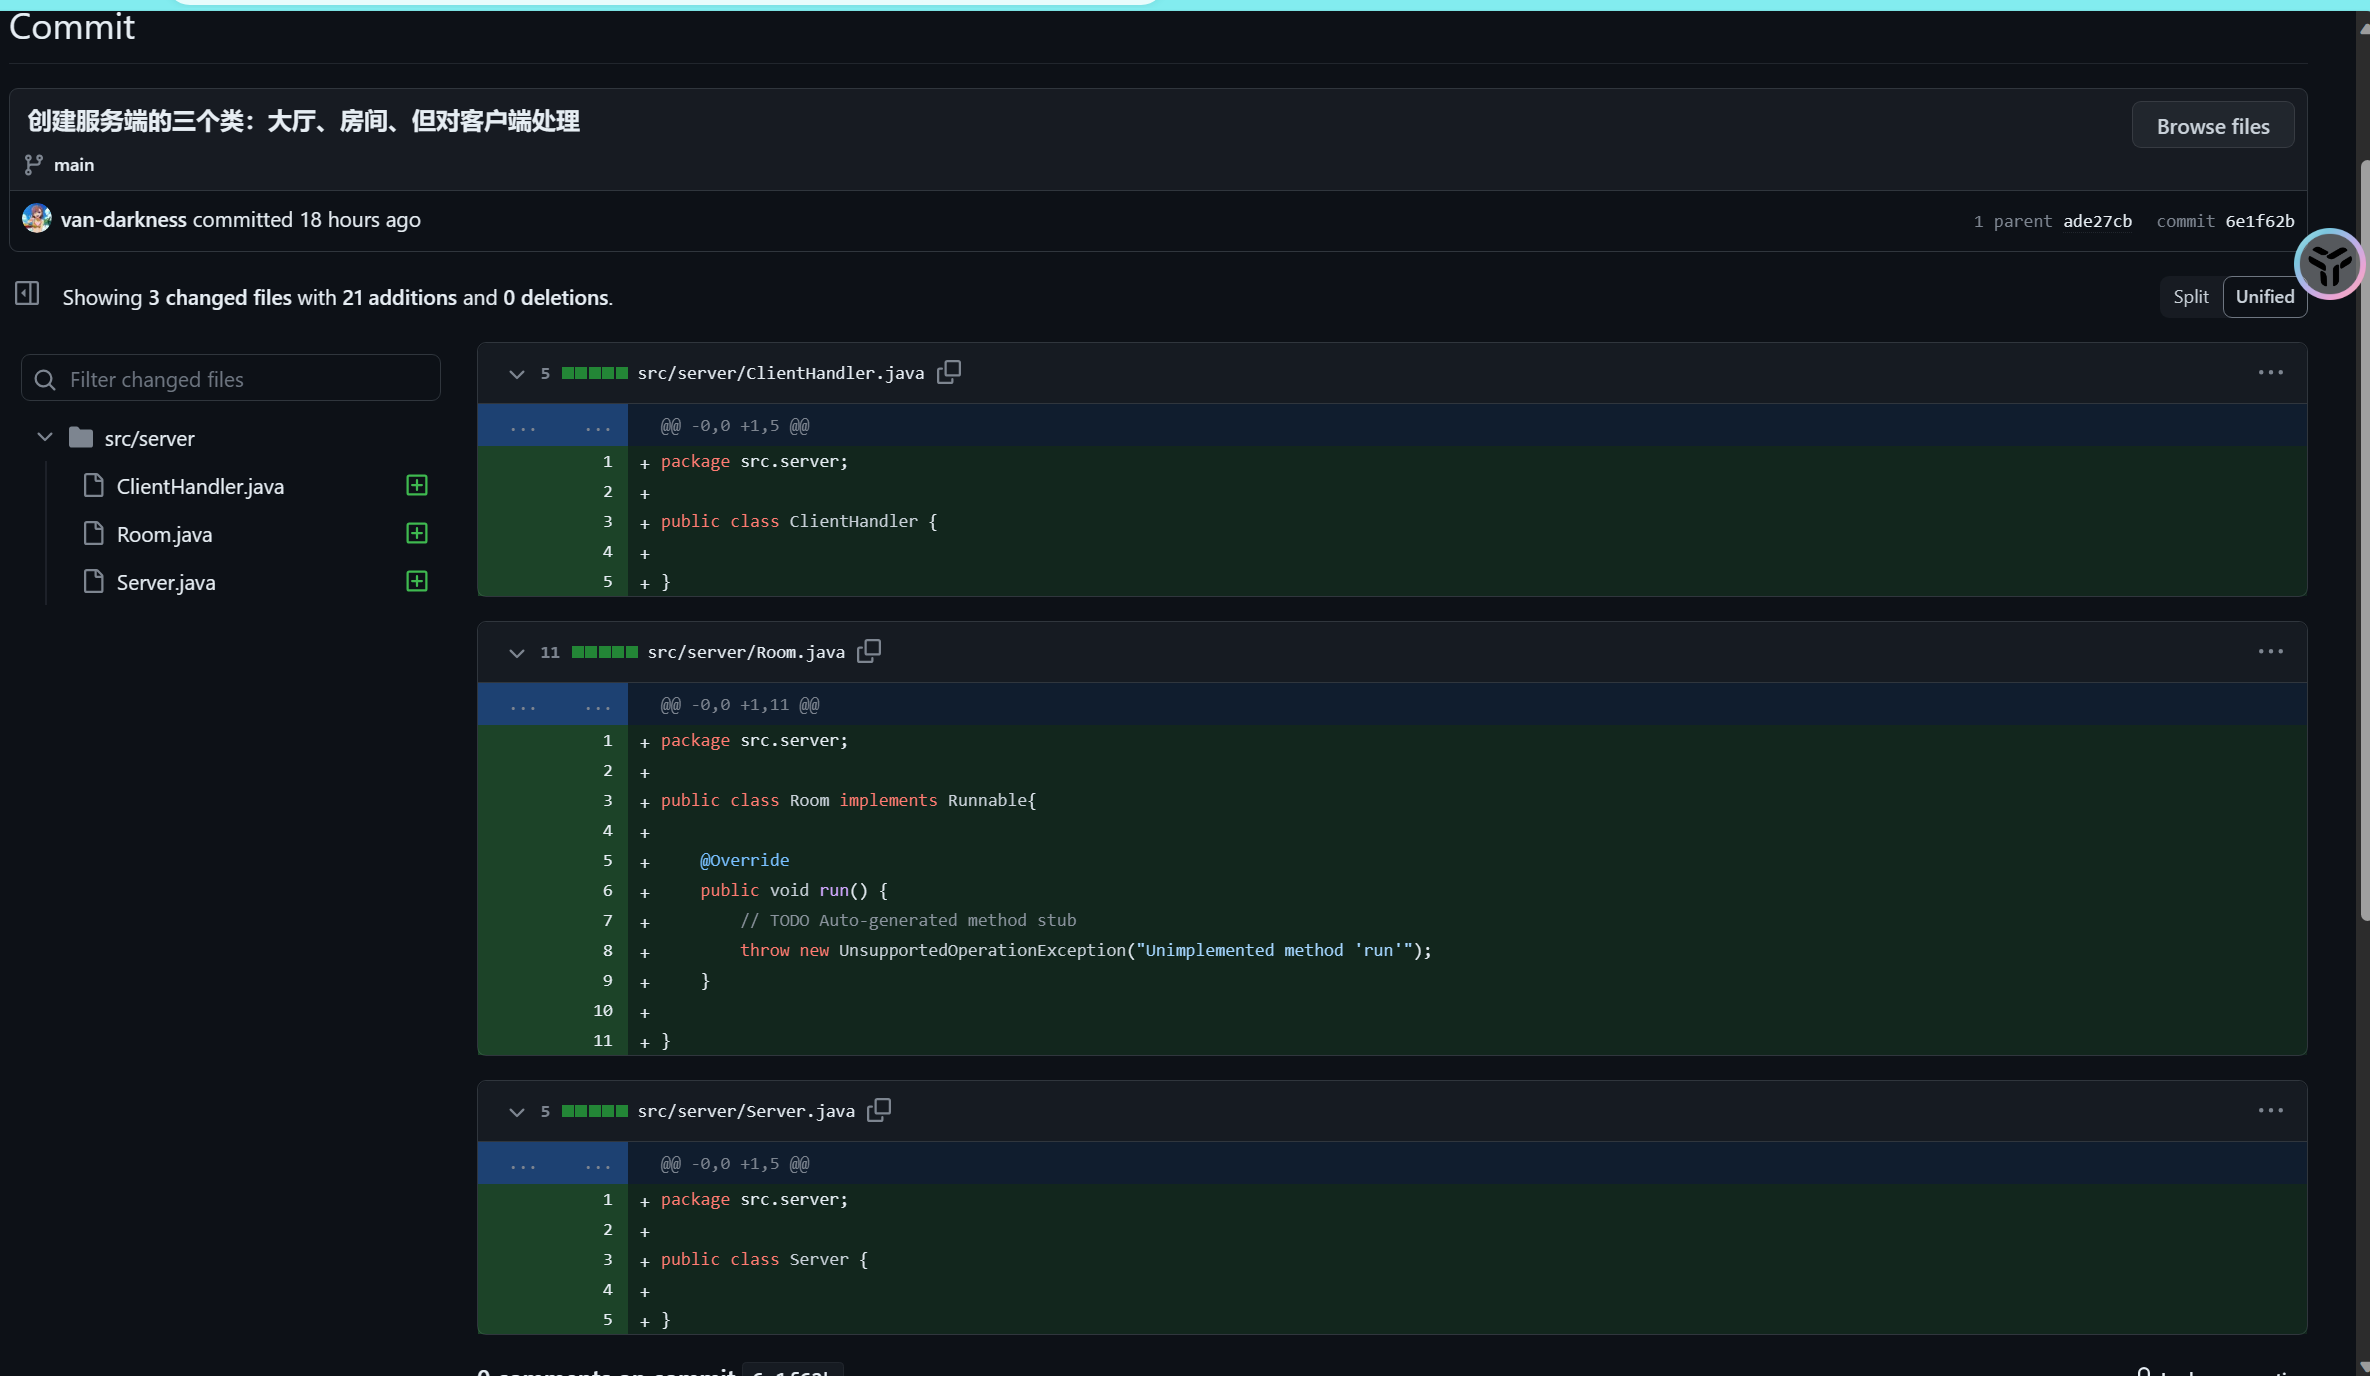 Commit
创建服务端的三个类：大厅、房间、但对客户端处理
Browse files
main
van-darkness committed 18 hours ago
1 parent ade27cb commit 6e1f62b
Showing 3 changed files with 21 additions and 0 deletions.
Split Unified
Filter changed files
src/server
ClientHandler.java
Room.java
Server.java
5 src/server/ClientHandler.java
... ... @@ -0,0 +1,5 @@
1 + package src.server;
2 +
3 + public class ClientHandler {
4 +
5 + }
11 src/server/Room.java
... ... @@ -0,0 +1,11 @@
1 + package src.server;
2 +
3 + public class Room implements Runnable{
4 +
5 + @Override
6 + public void run() {
7 + // TODO Auto-generated method stub
8 + throw new UnsupportedOperationException("Unimplemented method 'run'");
9 + }
10 +
11 + }
5 src/server/Server.java
... ... @@ -0,0 +1,5 @@
1 + package src.server;
2 +
3 + public class Server {
4 +
5 + }
0 comments on commit 6e1f62b